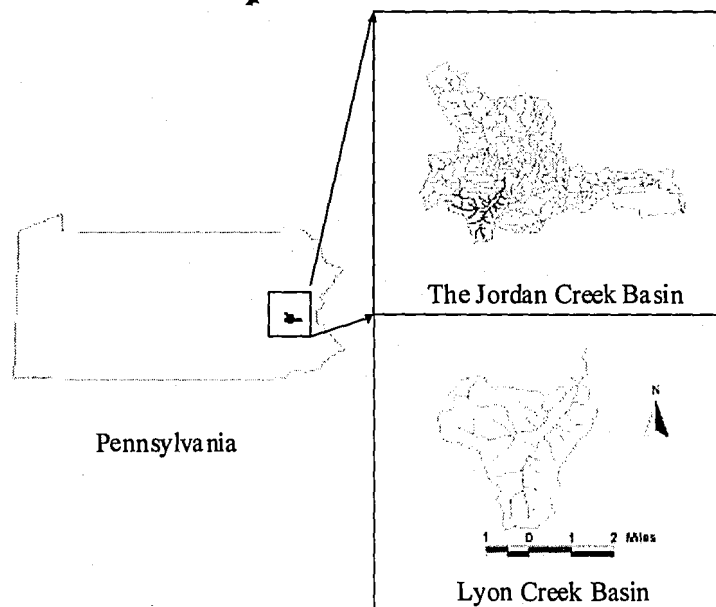 The Jordan Creek Basin
Pennsylvania
N
1 0 1 2 Miles
Lyon Creek Basin